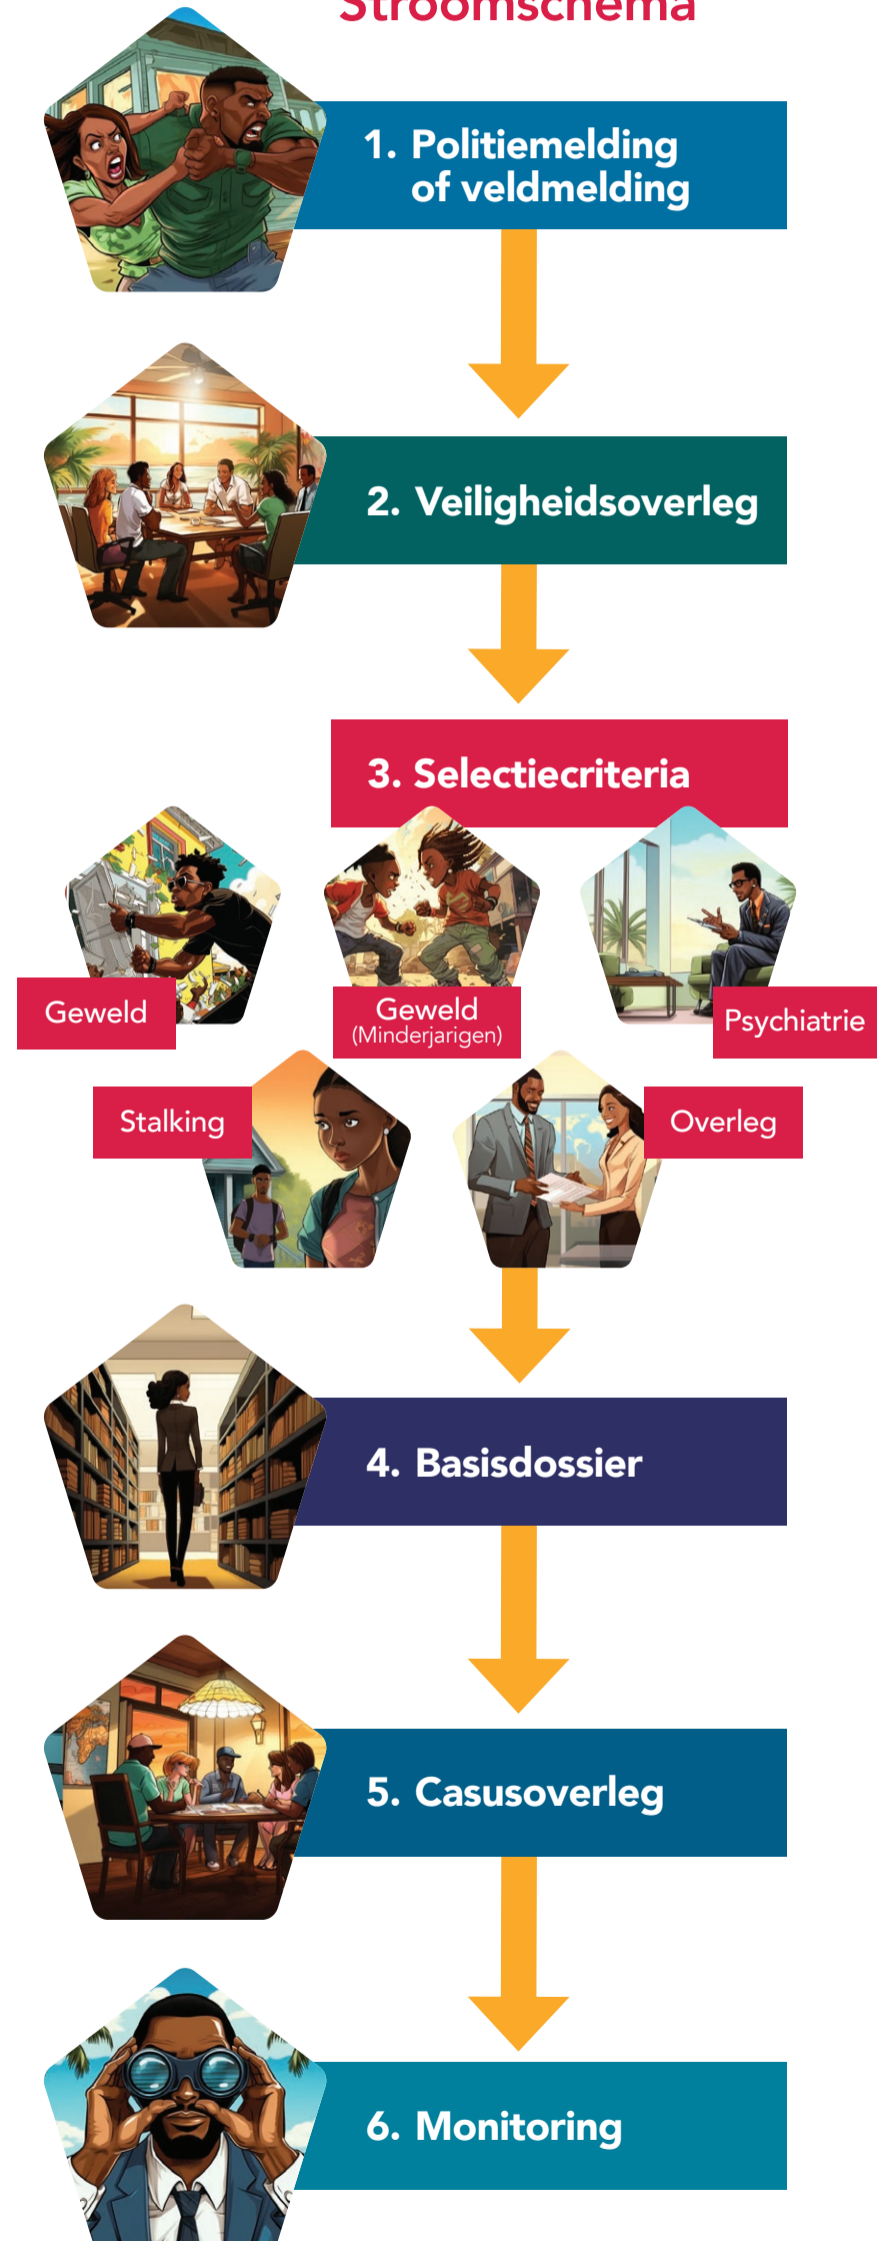 Stroomschema
1. Politiemelding
of veldmelding
2. Veiligheidsoverleg
3. Selectiecriteria
Geweld
Geweld
(Minderjarigen)
Psychiatrie
Stalking
Overleg
4. Basisdossier
5. Casusoverleg
6. Monitoring